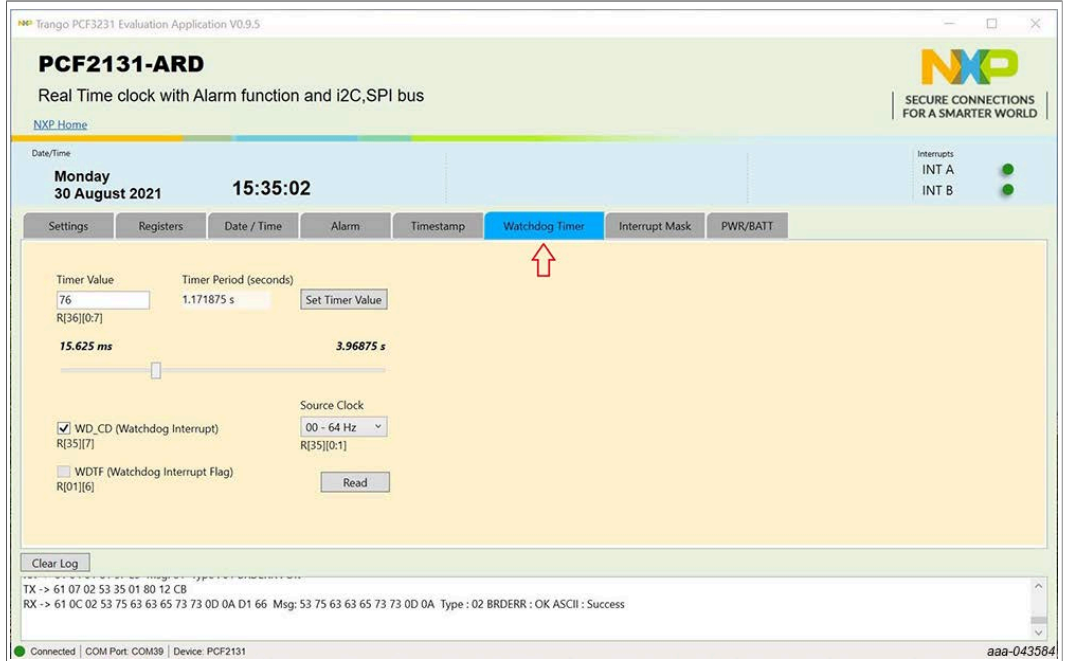 NXP Trango PCF3231 Evaluation Application V0.9.5
PCF2131-ARD
Real Time clock with Alarm function and i2C,SPI bus
NXP Home
NXP
SECURE CONNECTIONS
FOR A SMARTER WORLD
Date/Time
Monday
30 August 2021
15:35:02
Interrupts
INT A
INT B
Settings Registers Date / Time Alarm Timestamp Watchdog Timer Interrupt Mask PWR/BATT
Timer Value Timer Period (seconds)
76 1.171875 s Set Timer Value
R[36][0:7]
15.625 ms 3.96875 s
Source Clock
WD_CD (Watchdog Interrupt) 00 - 64 Hz
R[35][7] R[35][0:1]
WDTF (Watchdog Interrupt Flag)
R[01][6] Read
Clear Log
TX -> 61 07 02 53 35 01 80 12 CB
RX -> 61 0C 02 53 75 63 63 65 73 73 0D 0A D1 66 Msg: 53 75 63 63 65 73 73 0D 0A Type : 02 BRDERR : OK ASCII : Success
Connected COM Port: COM39 Device: PCF2131
aaa-043584